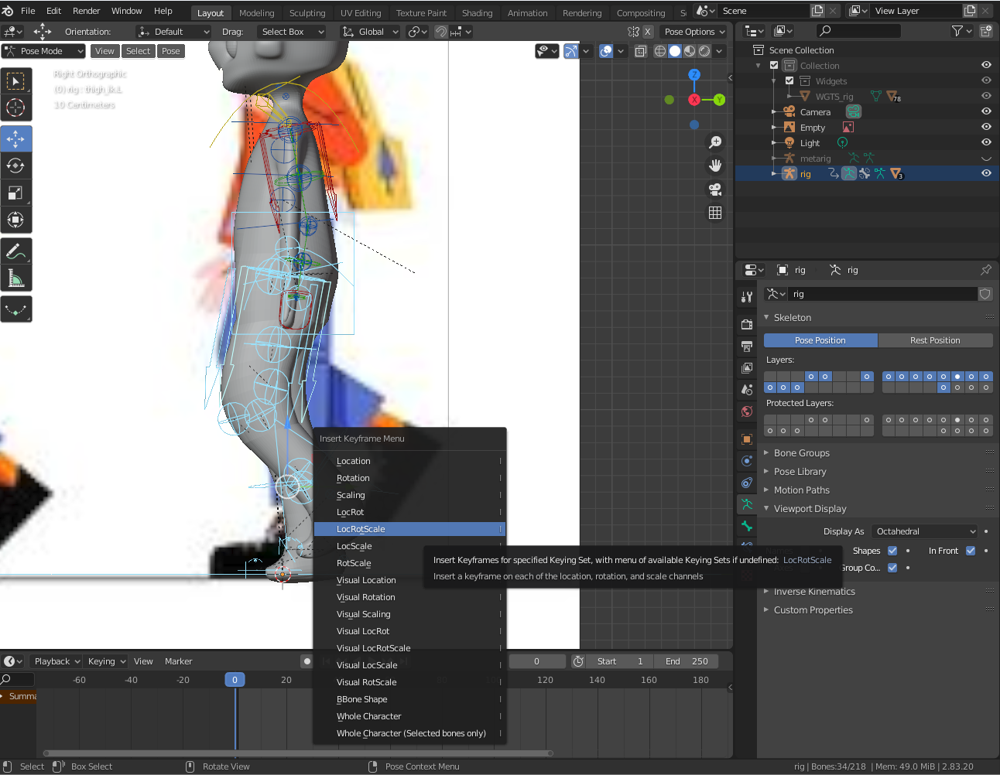 File Edit Render Window Help Layout Modeling Sculpting UV Editing Texture Paint Shading Animation Rendering Compositing Scene View Layer
Orientation: Default Drag: Select Box Global X Pose Options
Pose Mode View Select Pose
Right Orthographic
(0) rig : thigh_ik.L
10 Centimeters
Z
X
Y
Scene Collection
Collection
Widgets
WGTS_rig 78
Camera
Empty
Light
metarig
rig 3
rig rig
rig
Skeleton
Pose Position Rest Position
Layers:
Protected Layers:
Bone Groups
Pose Library
Motion Paths
Viewport Display
Display As Octahedral
Shapes In Front
Group Co...
Inverse Kinematics
Custom Properties
Insert Keyframe Menu
Location I
Rotation I
Scaling I
LocRot I
LocRotScale I
LocScale I
RotScale I
Visual Location I
Visual Rotation I
Visual Scaling I
Visual LocRot I
Visual LocRotScale I
Visual LocScale I
Visual RotScale I
BBone Shape I
Whole Character I
Whole Character (Selected bones only) I
Insert Keyframes for specified Keying Set, with menu of available Keying Sets if undefined: LocRotScale
Insert a keyframe on each of the location, rotation, and scale channels
Playback Keying View Marker 0 Start 1 End 250
-60 -40 -20 0 20 120 140 160 180
Summa
Select Box Select Rotate View Pose Context Menu rig | Bones:34/218 | Mem: 49.0 MiB | 2.83.20